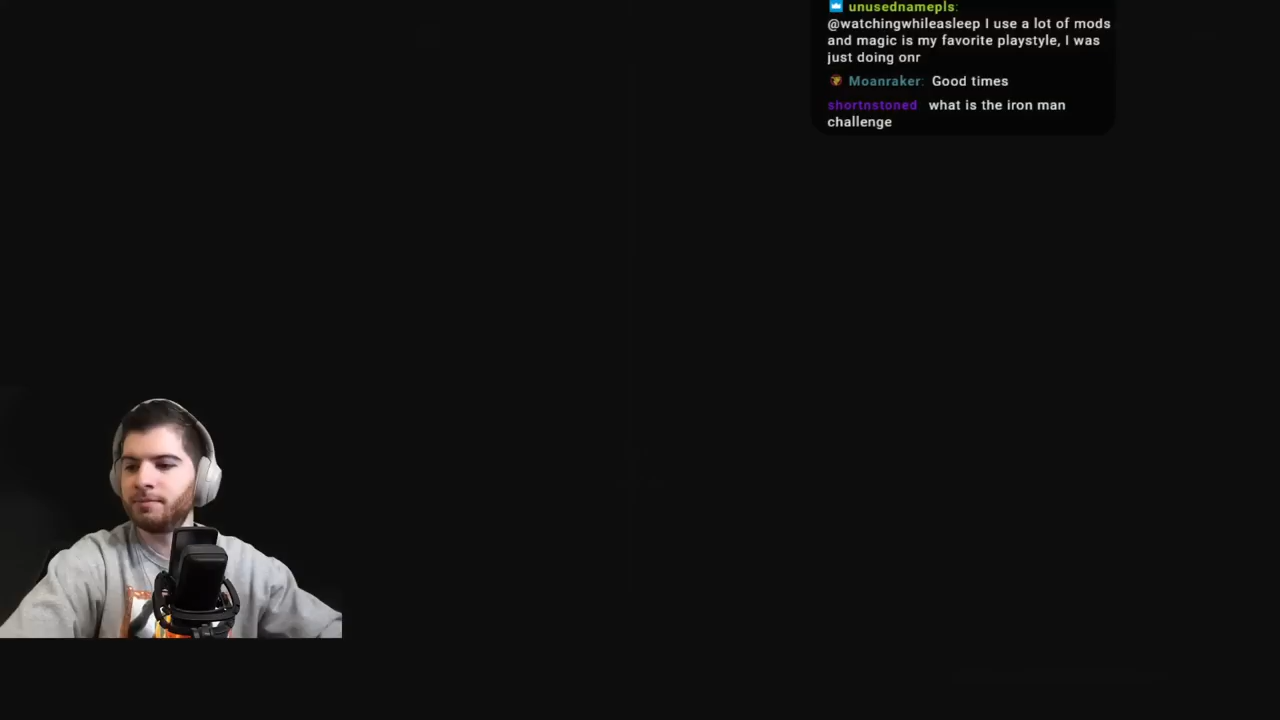 unusednamepls:
@watchingwhileasleep I use a lot of mods
and magic is my favorite playstyle, I was
just doing onr
Moanraker: Good times
shortnstoned what is the iron man
challenge